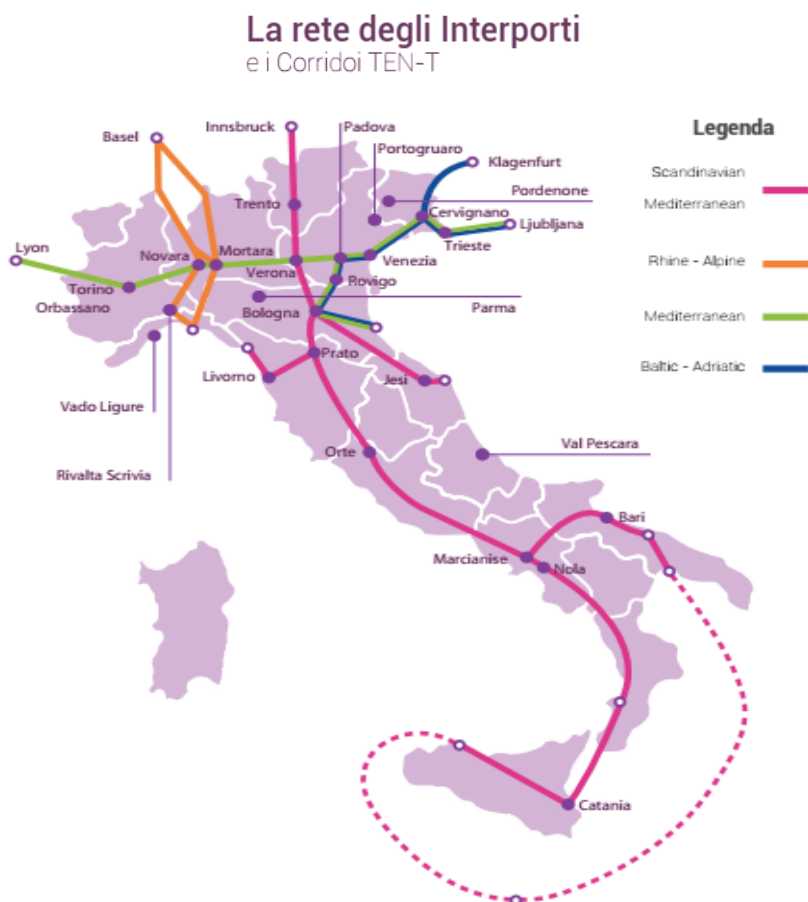 La rete degli Interporti
e i Corridoi TEN-T
Legenda
Scandinavian
Mediterranean
Rhine - Alpine
Mediterranean
Baltic - Adriatic
Basel
Innsbruck
Padova
Portogruaro
Klagenfurt
Pordenone
Trento
Cervignano
Ljubljana
Lyon
Novara
Mortara
Verona
Venezia
Trieste
Torino
Orbassano
Rovigo
Bologna
Parma
Prato
Livorno
Jesi
Vado Ligure
Orte
Val Pescara
Rivalta Scrivia
Bari
Marcianise
Nola
Catania